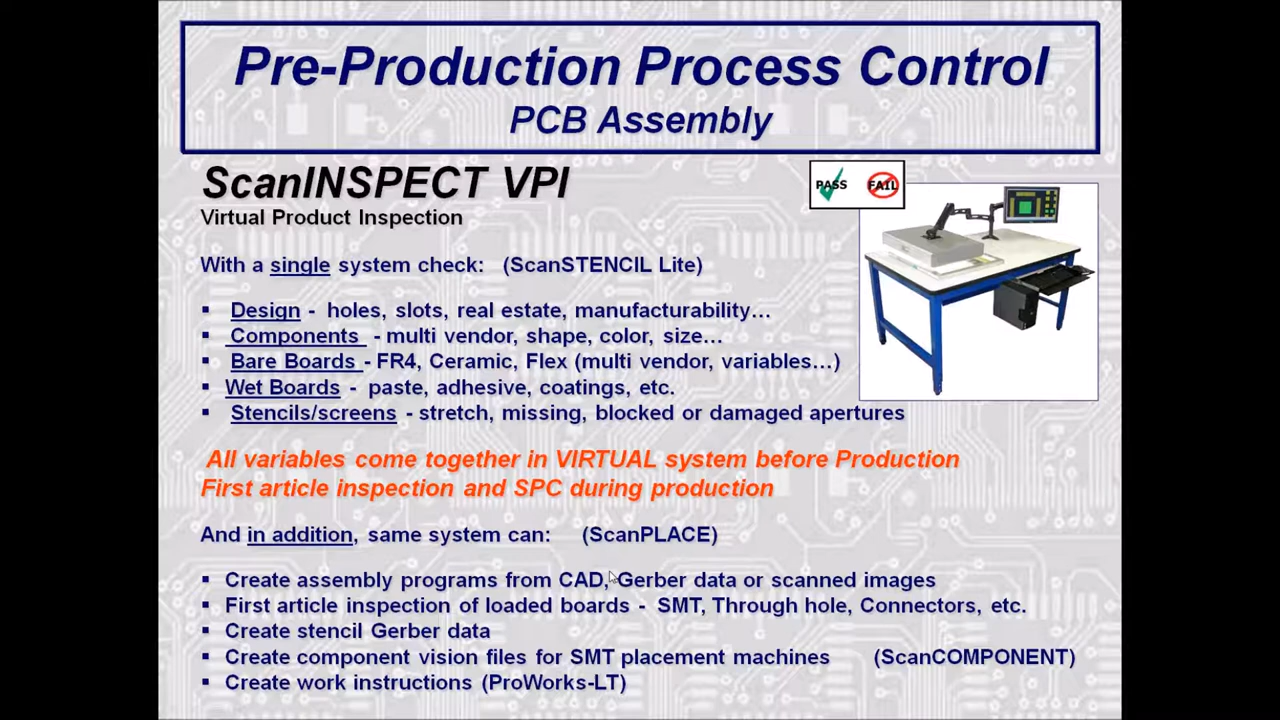 Pre-Production Process Control
PCB Assembly
ScanINSPECT VPI
PASS FAIL
Virtual Product Inspection
With a single system check: (ScanSTENCIL Lite)
▪ Design - holes, slots, real estate, manufacturability…
▪ Components - multi vendor, shape, color, size…
▪ Bare Boards - FR4, Ceramic, Flex (multi vendor, variables…)
▪ Wet Boards - paste, adhesive, coatings, etc.
▪ Stencils/screens - stretch, missing, blocked or damaged apertures
All variables come together in VIRTUAL system before Production
First article inspection and SPC during production
And in addition, same system can: (ScanPLACE)
▪ Create assembly programs from CAD, Gerber data or scanned images
▪ First article inspection of loaded boards - SMT, Through hole, Connectors, etc.
▪ Create stencil Gerber data
▪ Create component vision files for SMT placement machines (ScanCOMPONENT)
▪ Create work instructions (ProWorks-LT)